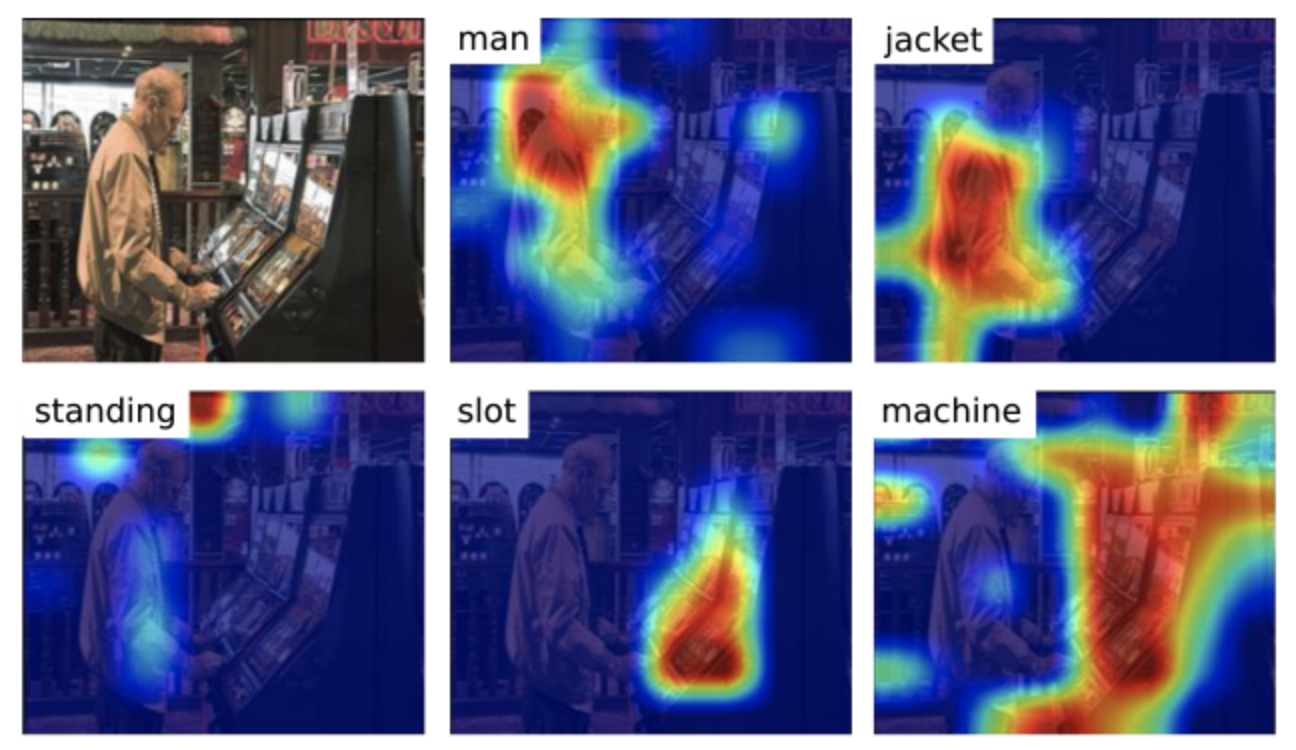 man
jacket
standing
slot
machine